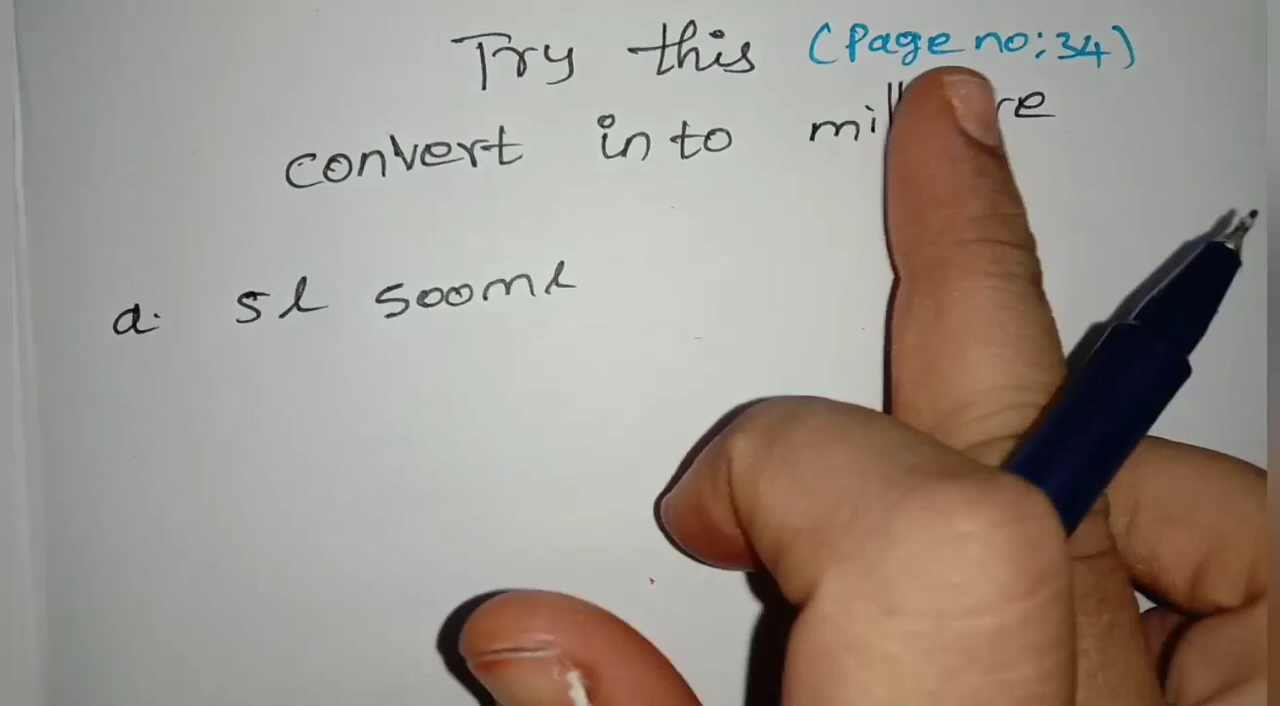 Try this (Page no:34)
convert into
a. 5l 500ml